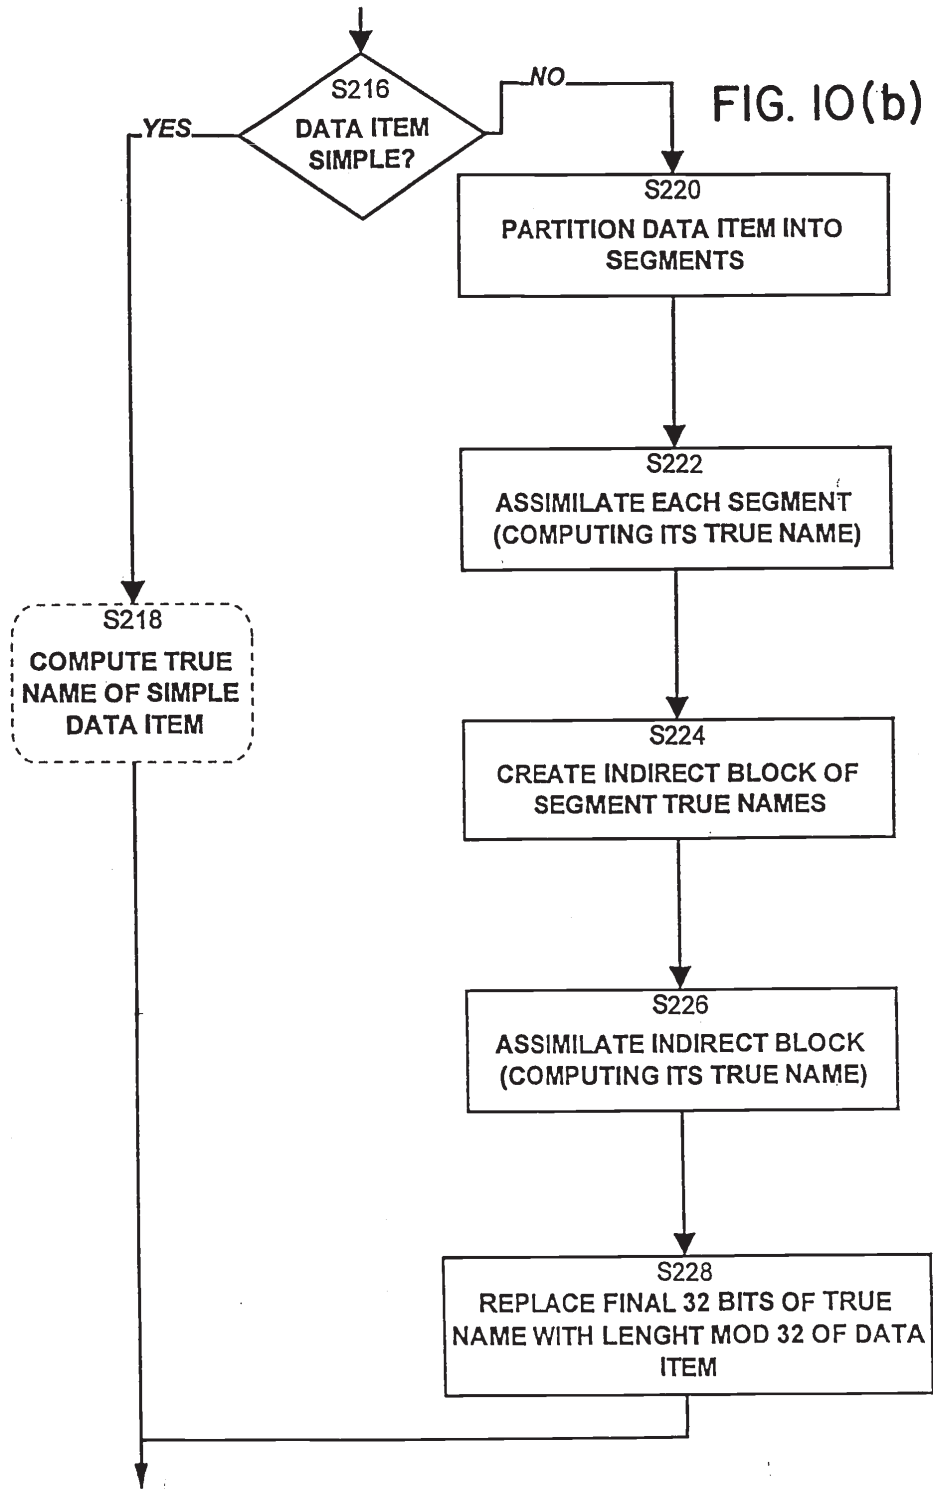 S216
DATA ITEM
SIMPLE?
YES
NO
FIG. 10(b)
S220
PARTITION DATA ITEM INTO
SEGMENTS
S222
ASSIMILATE EACH SEGMENT
(COMPUTING ITS TRUE NAME)
S218
COMPUTE TRUE
NAME OF SIMPLE
DATA ITEM
S224
CREATE INDIRECT BLOCK OF
SEGMENT TRUE NAMES
S226
ASSIMILATE INDIRECT BLOCK
(COMPUTING ITS TRUE NAME)
S228
REPLACE FINAL 32 BITS OF TRUE
NAME WITH LENGHT MOD 32 OF DATA
ITEM